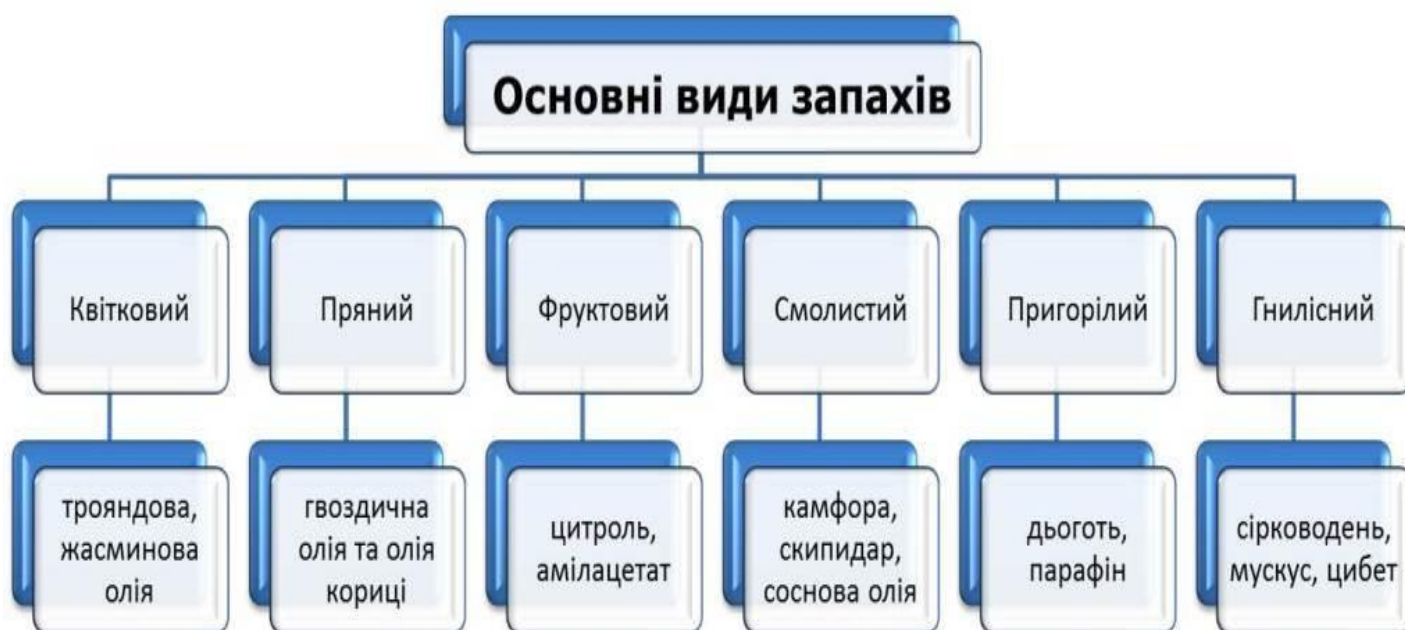 Основні види запахів
Квітковий
Пряний
Фруктовий
Смолистий
Пригорілий
Гнилісний
трояндова,
жасминова
олія
гвоздична
олія та олія
кориці
цитроль,
амілацетат
камфора,
скипидар,
соснова олія
дьоготь,
парафін
сірководень,
мускус, цибет